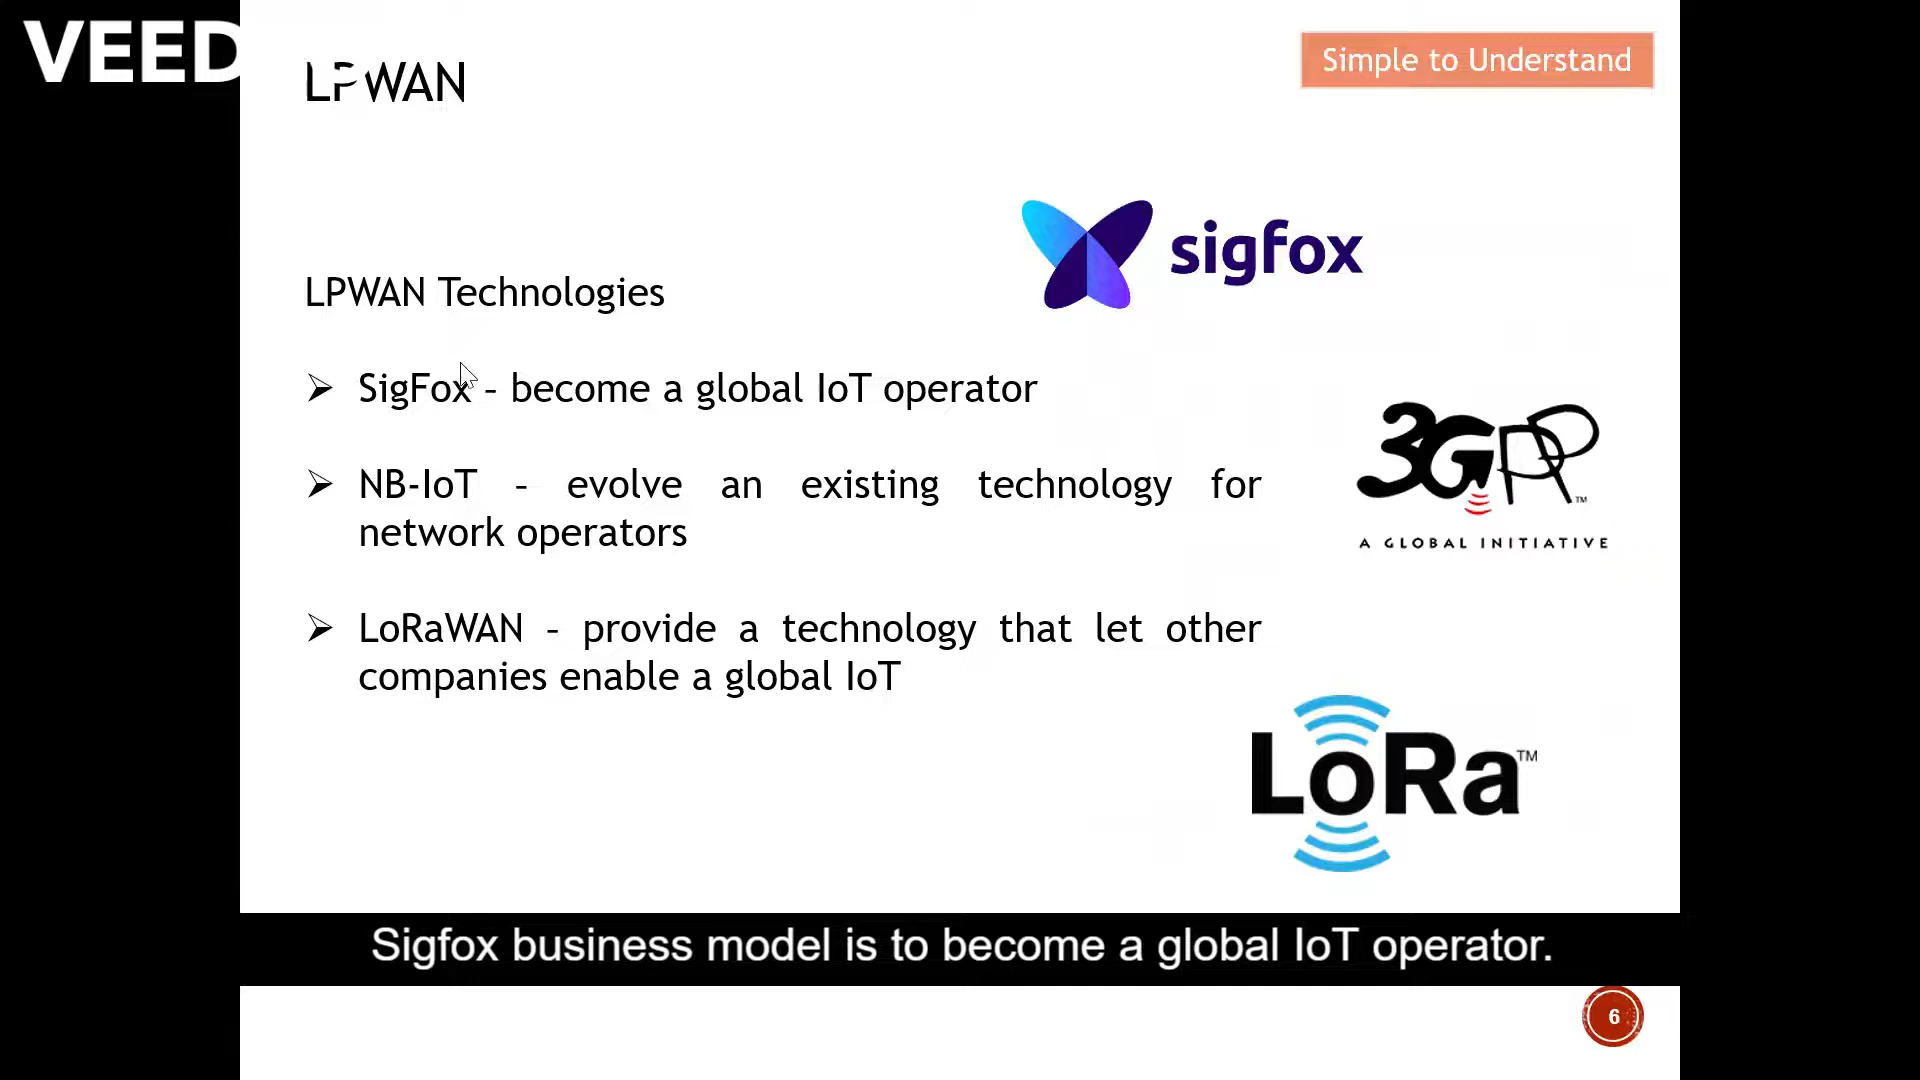 VEED
LPWAN
Simple to Understand
sigfox
LPWAN Technologies
➢ SigFox – become a global IoT operator
➢ NB-IoT – evolve an existing technology for
network operators
3GPP™
A GLOBAL INITIATIVE
➢ LoRaWAN – provide a technology that let other
companies enable a global IoT
LoRa™
Sigfox business model is to become a global IoT operator.
6